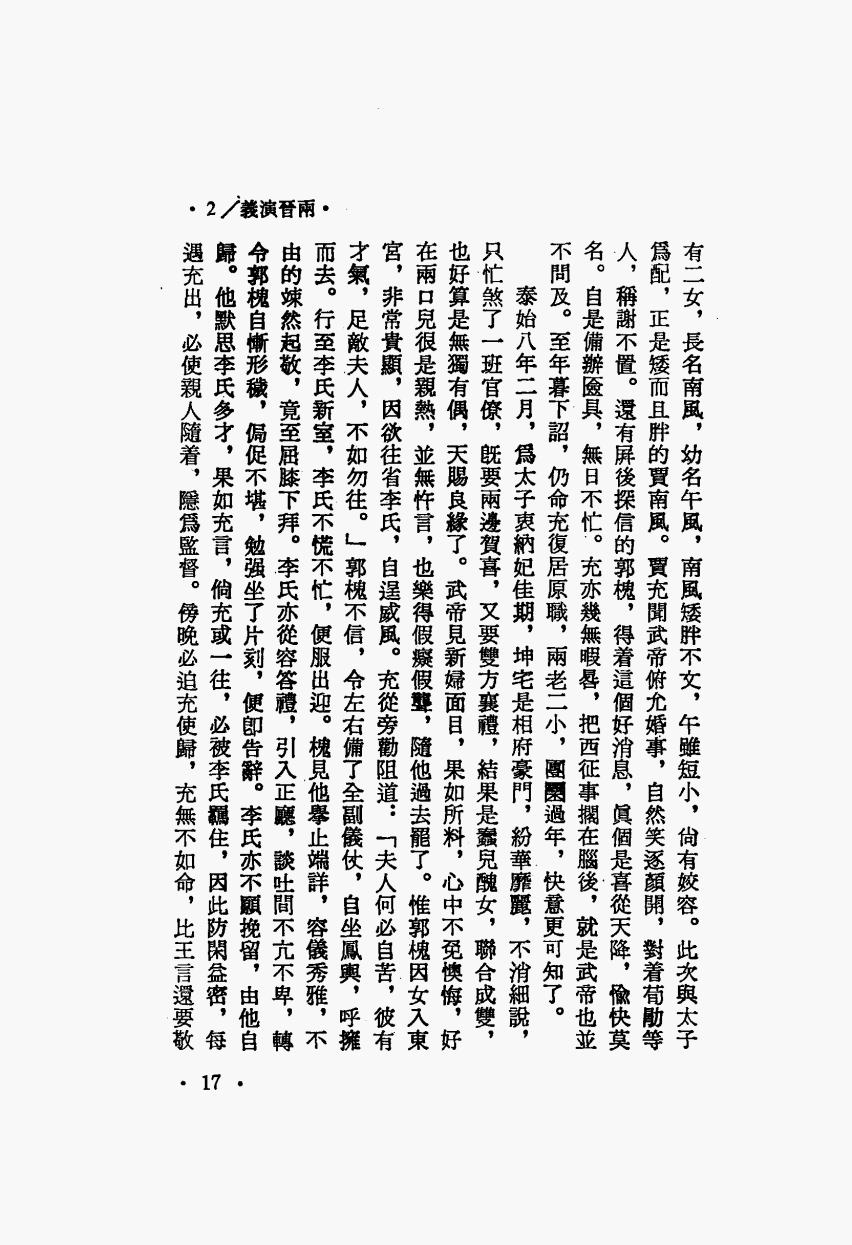 ·2／義演晉兩·
有二女，長名南風，幼名午風，南風矮胖不文，午雖短小，尙有姣容。此次與太子
爲配，正是矮而且胖的賈南風。賈充聞武帝俯允婚事，自然笑逐顏開，對着荀勗等
人，稱謝不置。還有屏後探信的郭槐，得着這個好消息，眞個是喜從天降，愉快莫
名。自是備辦匳具，無日不忙。充亦幾無暇晷，把西征事擱在腦後，就是武帝也並
不問及。至年暮下詔，仍命充復居原職，兩老二小，團圞過年，快意更可知了。
泰始八年二月，爲太子衷納妃佳期，坤宅是相府豪門，紛華靡麗，不消細說，
只忙煞了一班官僚，旣要兩邊賀喜，又要雙方襄禮，結果是蠢兒醜女，聯合成雙，
也好算是無獨有偶，天賜良緣了。武帝見新婦面目，果如所料，心中不免懊悔，好
在兩口兒很是親熱，並無忤言，也樂得假癡假聾，隨他過去罷了。惟郭槐因女入東
宮，非常貴顯，因欲往省李氏，自逞威風。充從旁勸阻道：「夫人何必自苦，彼有
才氣，足敵夫人，不如勿往。」郭槐不信，令左右備了全副儀仗，自坐鳳輿，呼擁
而去。行至李氏新室，李氏不慌不忙，便服出迎。槐見他擧止端詳，容儀秀雅，不
由的竦然起敬，竟至屈膝下拜。李氏亦從容答禮，引入正廳，談吐間不亢不卑，轉
令郭槐自慚形穢，侷促不堪，勉强坐了片刻，便卽告辭。李氏亦不願挽留，由他自
歸。他默思李氏多才，果如充言，倘充或一往，必被李氏羈住，因此防閑益密，每
遇充出，必使親人隨着，隱爲監督。傍晚必迫充使歸，充無不如命，比王言還要敬
·17·